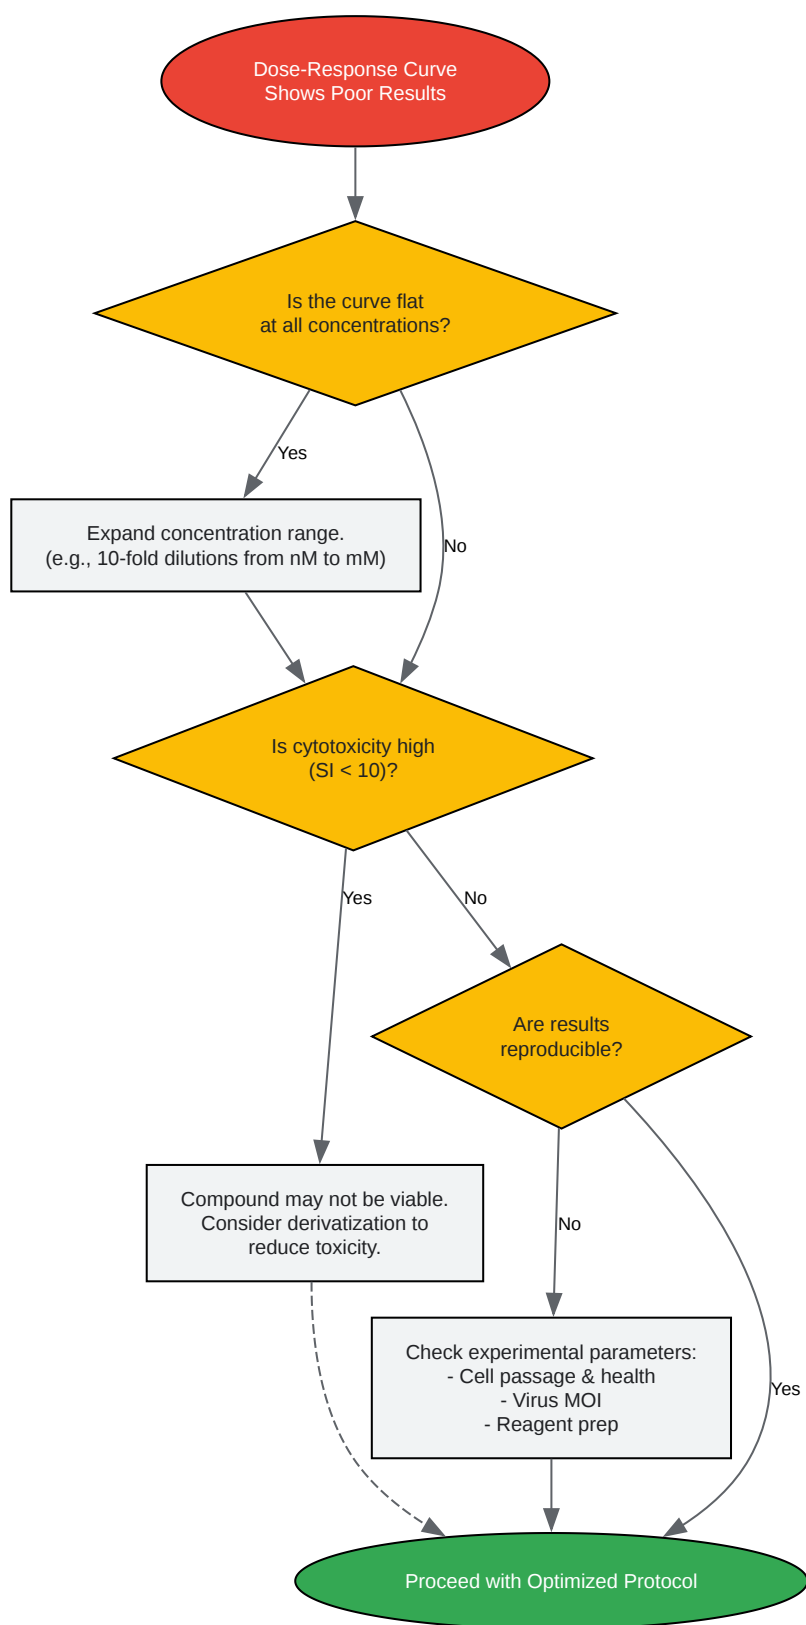 Dose-Response Curve
Shows Poor Results
Is the curve flat
at all concentrations?
Yes
Expand concentration range.
(e.g., 10-fold dilutions from nM to mM)
No
Is cytotoxicity high
(SI < 10)?
Yes
No
Are results
reproducible?
Compound may not be viable.
Consider derivatization to
reduce toxicity.
No
Check experimental parameters:
- Cell passage & health
- Virus MOI
- Reagent prep
Yes
Proceed with Optimized Protocol